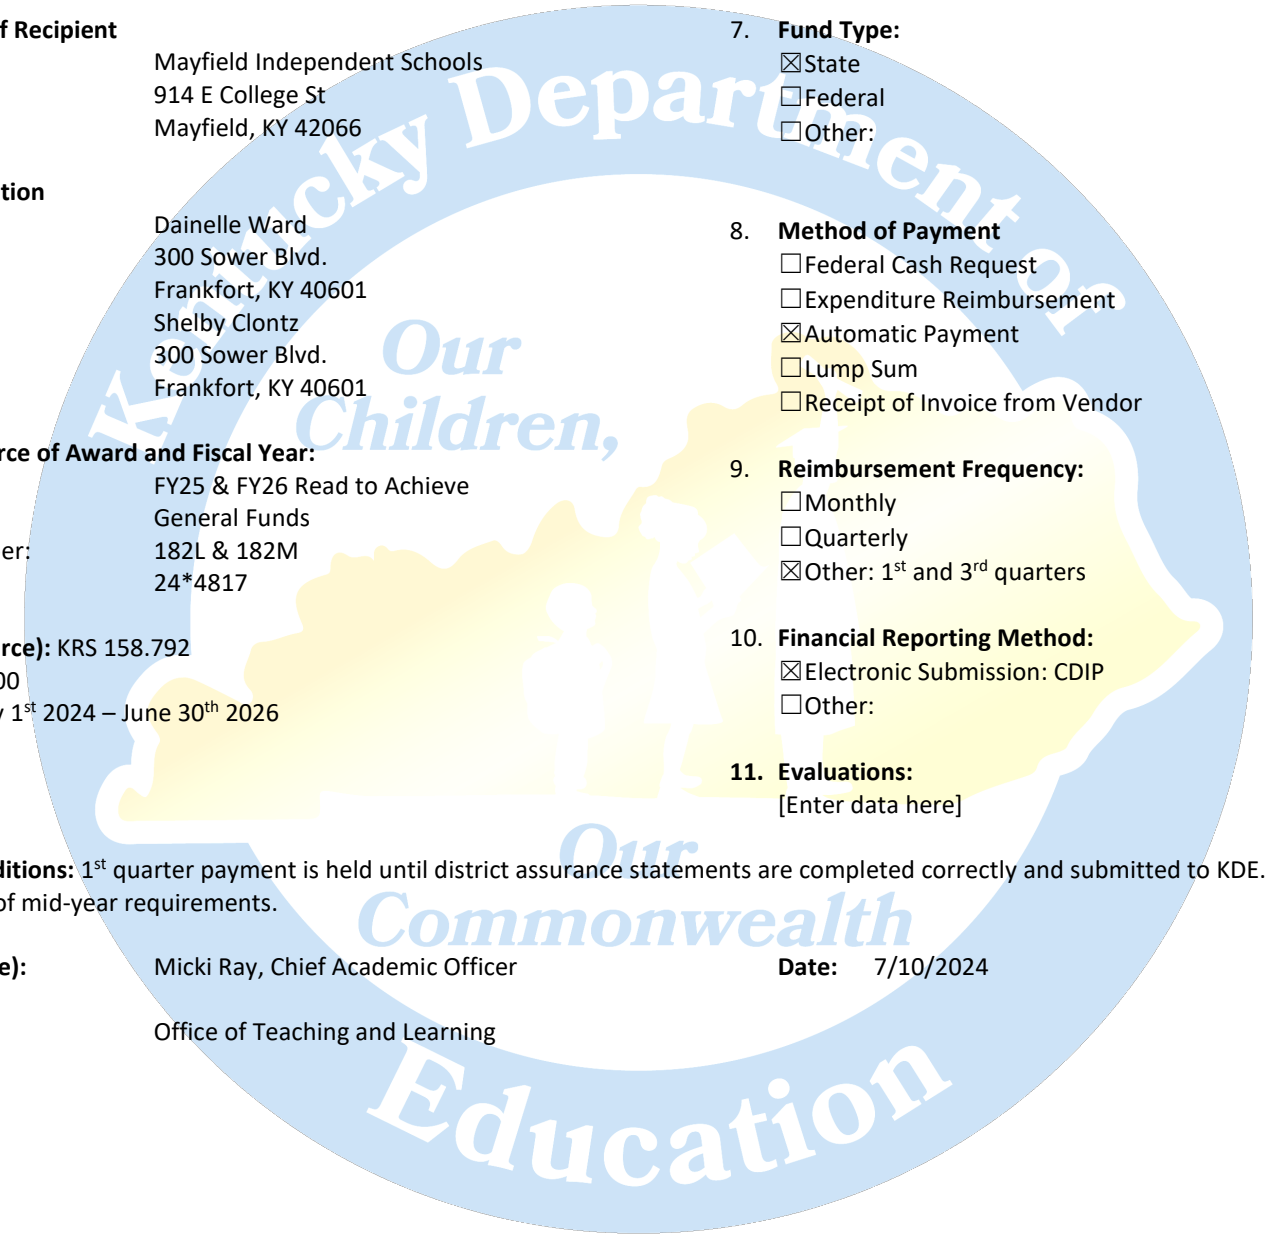 f Recipient
Mayfield Independent Schools
914 E College St
Mayfield, KY 42066
tion
Dainelle Ward
300 Sower Blvd.
Frankfort, KY 40601
Shelby Clontz
300 Sower Blvd.
Frankfort, KY 40601
rce of Award and Fiscal Year:
FY25 & FY26 Read to Achieve
General Funds
er: 182L & 182M
24*4817
rce): KRS 158.792
00
y 1st 2024 – June 30th 2026
7. Fund Type:
☒State
☐Federal
☐Other:
8. Method of Payment
☐Federal Cash Request
☐Expenditure Reimbursement
☒Automatic Payment
☐Lump Sum
☐Receipt of Invoice from Vendor
9. Reimbursement Frequency:
☐Monthly
☐Quarterly
☒Other: 1st and 3rd quarters
10. Financial Reporting Method:
☒Electronic Submission: CDIP
☐Other:
11. Evaluations:
[Enter data here]
ditions: 1st quarter payment is held until district assurance statements are completed correctly and submitted to KDE.
of mid-year requirements.
e): Micki Ray, Chief Academic Officer Date: 7/10/2024
Office of Teaching and Learning
Kentucky Department of
Education
Our
Children,
Our
Commonwealth